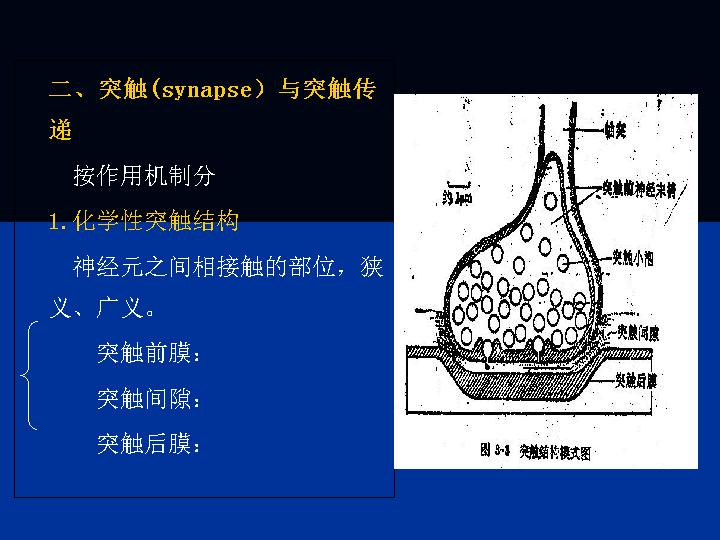 二、突触(synapse）与突触传
递
按作用机制分
1.化学性突触结构
神经元之间相接触的部位，狭
义、广义。
突触前膜：
突触间隙：
突触后膜：
轴突
突触前神经末梢
约1μm
突触小泡
突触间隙
突触后膜
图 3-3 突触结构模式图